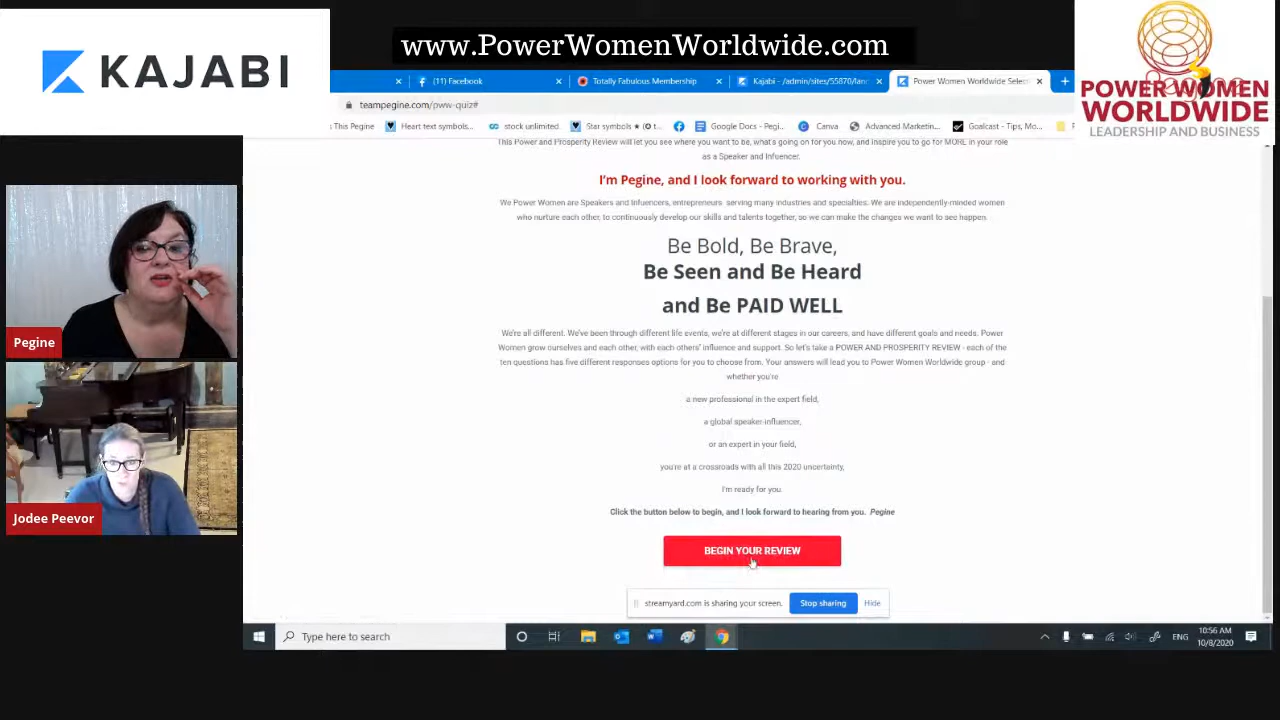 www.PowerWomenWorldwide.com
KAJABI
POWER WOMEN
WORLDWIDE
LEADERSHIP AND BUSINESS
(11) Facebook
Totally Fabulous Membership
Kajabi - /admin/sites/55870/lan
Power Women Worldwide Selec
teampegine.com/pww-quiz#
This Pegine
Heart text symbols...
stock unlimited
Star symbols ★ (✪ t...
Google Docs - Pegi...
Canva
Advanced Marketin...
Goalcast - Tips, Mo...
This Power and Prosperity Review will let you see where you want to be, what's going on for you now, and inspire you to go for MORE in your role
as a Speaker and Influencer.
I'm Pegine, and I look forward to working with you.
We Power Women are Speakers and Influencers, entrepreneurs serving many industries and specialties. We are independently-minded women
who nurture each other, to continuously develop our skills and talents together, so we can make the changes we want to see happen.
Be Bold, Be Brave,
Be Seen and Be Heard
and Be PAID WELL
We're all different. We've been through different life events, we're at different stages in our careers, and have different goals and needs. Power
Women grow ourselves and each other, with each others' influence and support. So let's take a POWER AND PROSPERITY REVIEW - each of the
ten questions has five different responses options for you to choose from. Your answers will lead you to Power Women Worldwide group - and
whether you're
a new professional in the expert field,
a global speaker-influencer,
or an expert in your field,
you're at a crossroads with all this 2020 uncertainty,
I'm ready for you.
Click the button below to begin, and I look forward to hearing from you. Pegine
BEGIN YOUR REVIEW
streamyard.com is sharing your screen.
Stop sharing
Hide
Pegine
Jodee Peevor
Type here to search
ENG
10:56 AM
10/8/2020